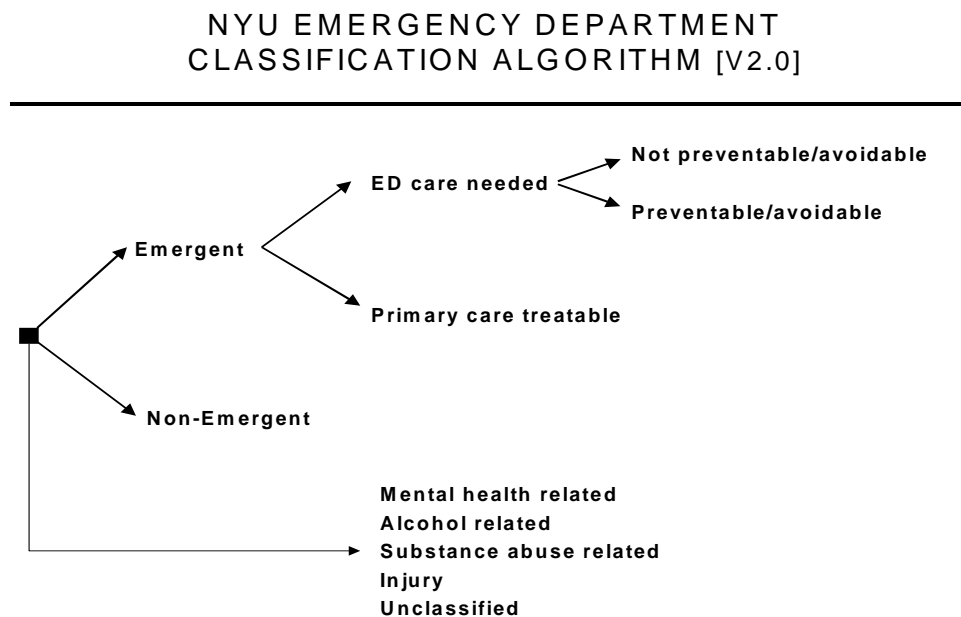 NYU EMERGENCY DEPARTMENT
CLASSIFICATION ALGORITHM [V2.0]
Not preventable/avoidable
ED care needed
Preventable/avoidable
Emergent
Primary care treatable
Non-Emergent
Mental health related
Alcohol related
Substance abuse related
Injury
Unclassified